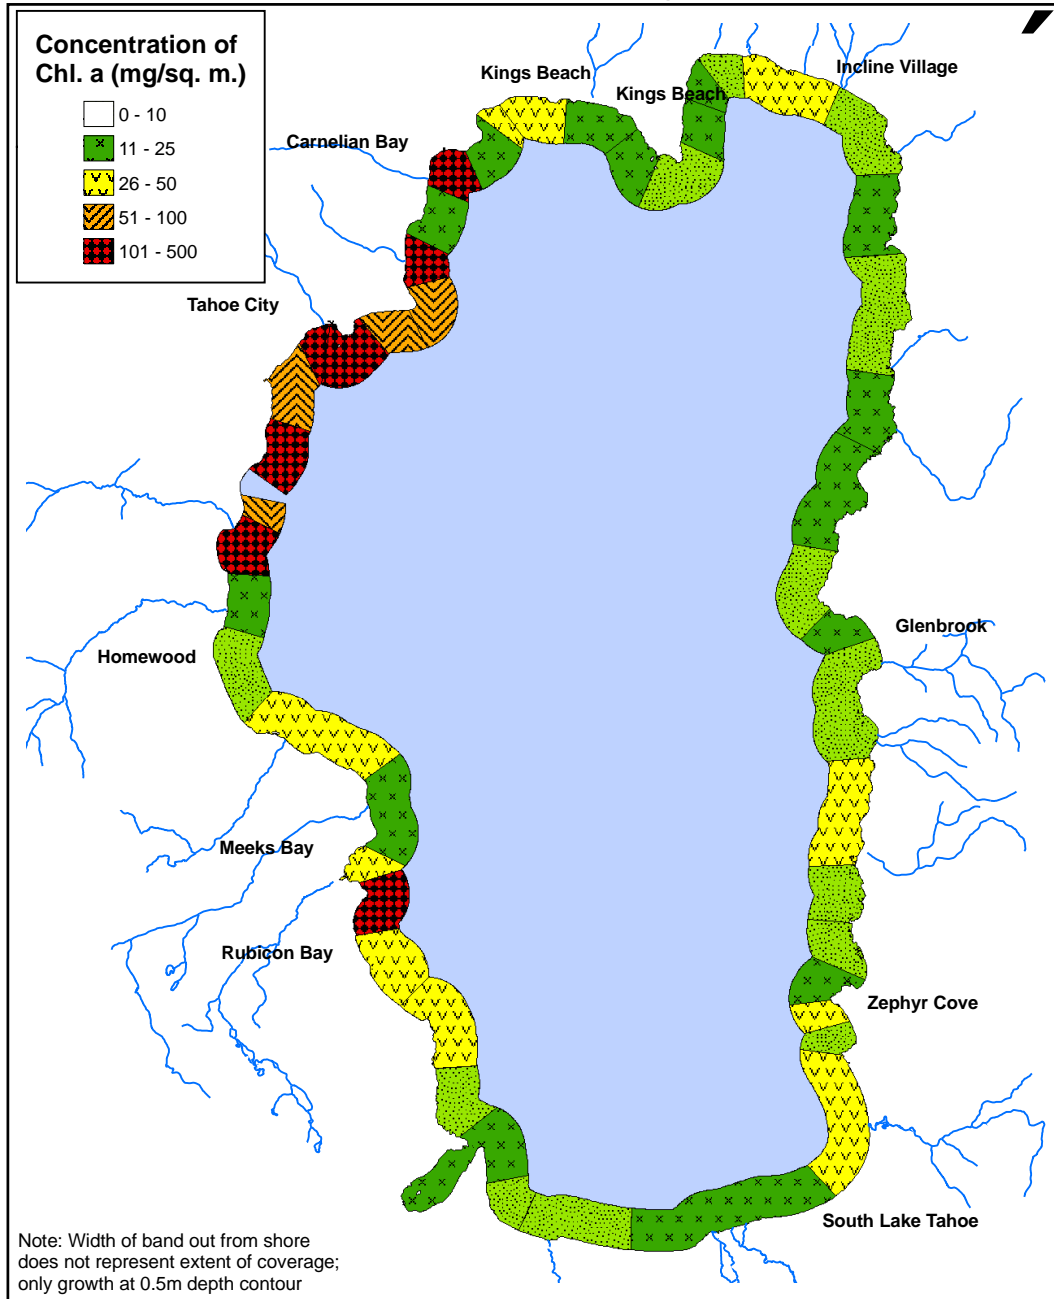 Concentration of
Chl. a (mg/sq. m.)
0 - 10
11 - 25
26 - 50
51 - 100
101 - 500
Kings Beach
Kings Beach
Incline Village
Carnelian Bay
Tahoe City
Glenbrook
Homewood
Meeks Bay
Rubicon Bay
Zephyr Cove
South Lake Tahoe
Note: Width of band out from shore
does not represent extent of coverage;
only growth at 0.5m depth contour